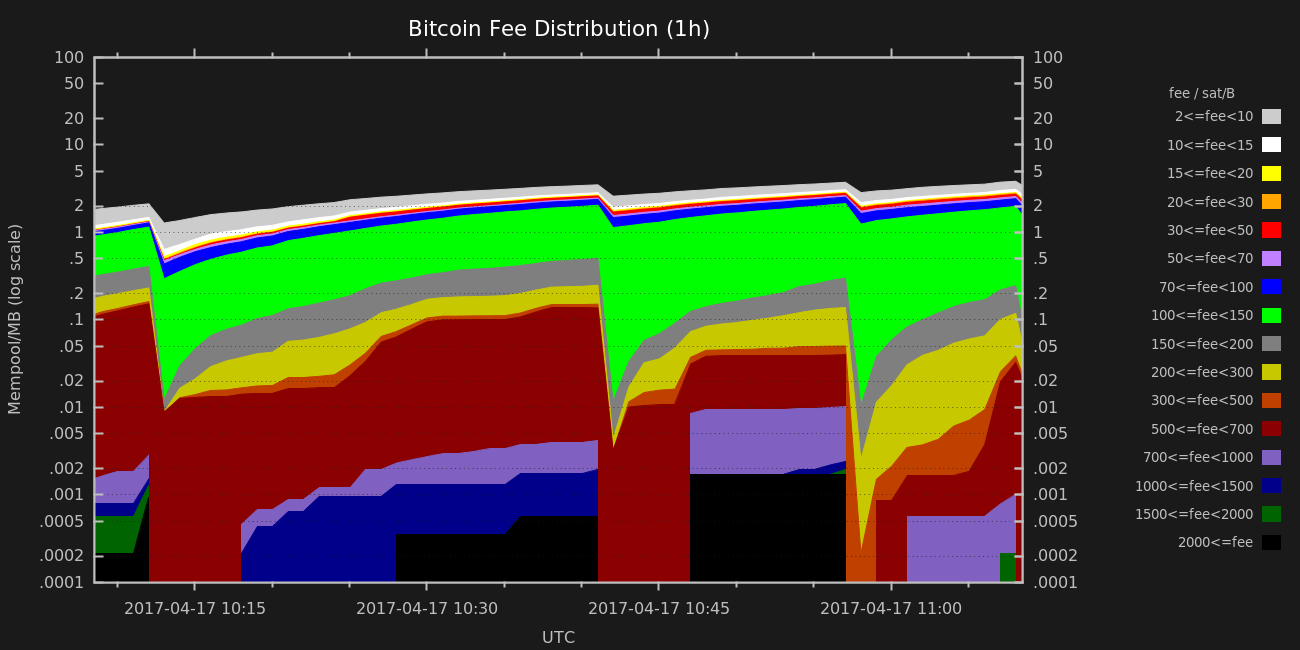 Bitcoin Fee Distribution (1h)
100
50
20
10
5
2
1
.5
.2
.1
.05
.02
.01
.005
.002
.001
.0005
.0002
.0001
Mempool/MB (log scale)
2017-04-17 10:15
2017-04-17 10:30
2017-04-17 10:45
2017-04-17 11:00
UTC
100
50
20
10
5
2
1
.5
.2
.1
.05
.02
.01
.005
.002
.001
.0005
.0002
.0001
fee / sat/B
2<=fee<10
10<=fee<15
15<=fee<20
20<=fee<30
30<=fee<50
50<=fee<70
70<=fee<100
100<=fee<150
150<=fee<200
200<=fee<300
300<=fee<500
500<=fee<700
700<=fee<1000
1000<=fee<1500
1500<=fee<2000
2000<=fee